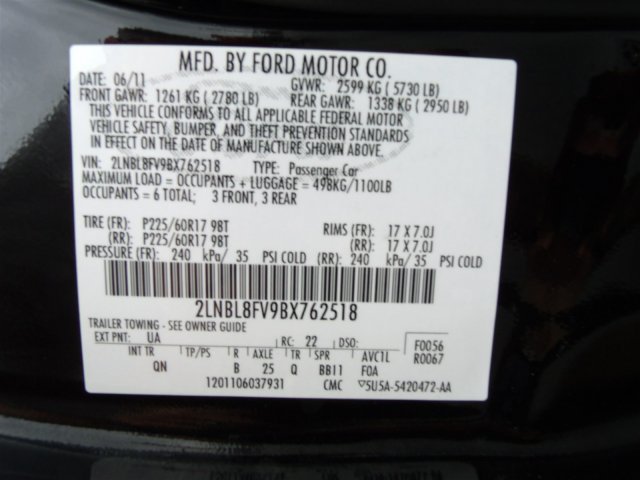 MFD. BY FORD MOTOR CO.
DATE: 06/11 GVWR: 2599 KG (5730 LB)
FRONT GAWR: 1261 KG (2780 LB) REAR GAWR: 1338 KG (2950 LB)
THIS VEHICLE CONFORMS TO ALL APPLICABLE FEDERAL MOTOR
VEHICLE SAFETY, BUMPER, AND THEFT PREVENTION STANDARDS
IN EFFECT ON THE DATE OF MANUFACTURE SHOWN ABOVE.
VIN: 2LNBL8FV9BX762518 TYPE: Passenger Car
MAXIMUM LOAD = OCCUPANTS + LUGGAGE = 498KG/1100LB
OCCUPANTS = 6 TOTAL; 3 FRONT, 3 REAR
TIRE (FR): P225/60R17 98T RIMS (FR): 17 X 7.0J
(RR): P225/60R17 98T (RR): 17 X 7.0J
PRESSURE (FR): 240 kPa/ 35 PSI COLD (RR): 240 kPa/ 35 PSI COLD
2LNBL8FV9BX762518
TRAILER TOWING - SEE OWNER GUIDE
EXT PNT: UA RC: 22 DSO: F0056
INT TR TP/PS R AXLE TR SPR AVC1L R0067
QN B 25 Q BB11 FOA
1201106037931 CMC ▽5U5A-5420472-AA